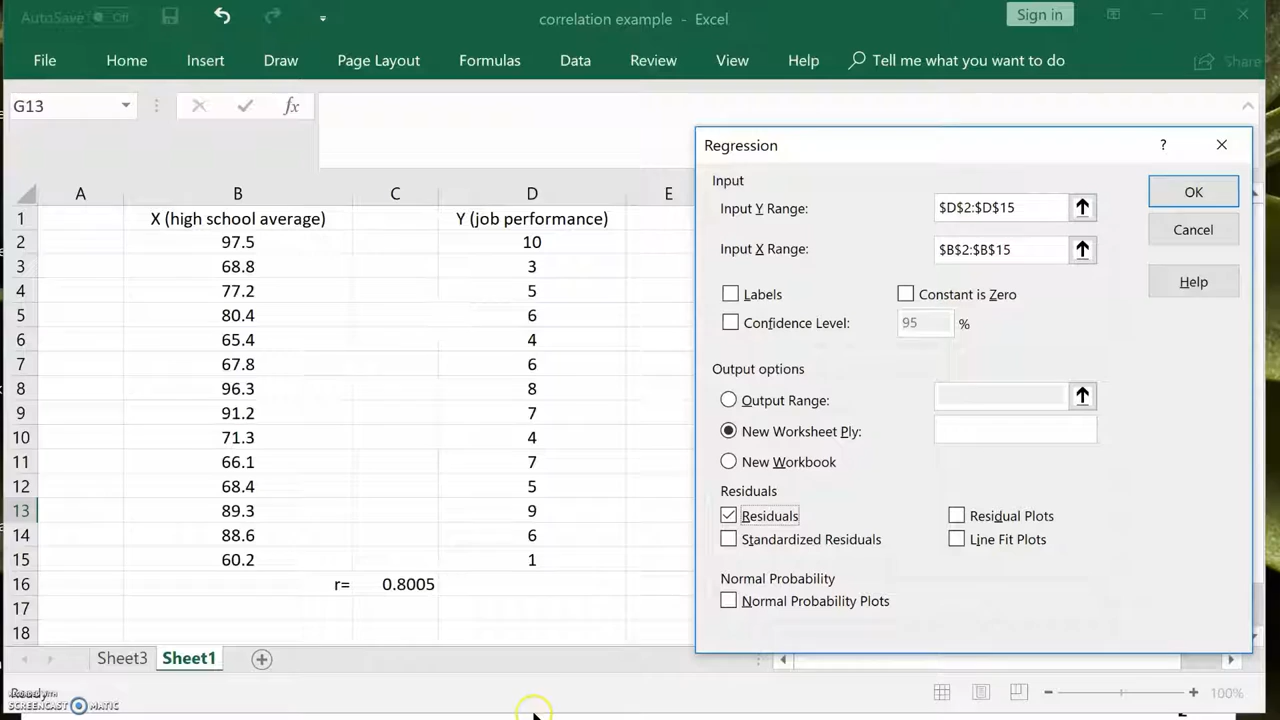 AutoSave Off
correlation example - Excel
Sign in
File Home Insert Draw Page Layout Formulas Data Review View Help Tell me what you want to do Share
G13 fx
A B C D E
1 X (high school average) Y (job performance)
2 97.5 10
3 68.8 3
4 77.2 5
5 80.4 6
6 65.4 4
7 67.8 6
8 96.3 8
9 91.2 7
10 71.3 4
11 66.1 7
12 68.4 5
13 89.3 9
14 88.6 6
15 60.2 1
16 r= 0.8005
17
18
Sheet3 Sheet1
Ready
SCREENCAST MATIC
100%
Regression ?
Input
Input Y Range: $D$2:$D$15
Input X Range: $B$2:$B$15
Labels Constant is Zero
Confidence Level: 95 %
Output options
Output Range:
New Worksheet Ply:
New Workbook
Residuals
Residuals Residual Plots
Standardized Residuals Line Fit Plots
Normal Probability
Normal Probability Plots
OK
Cancel
Help